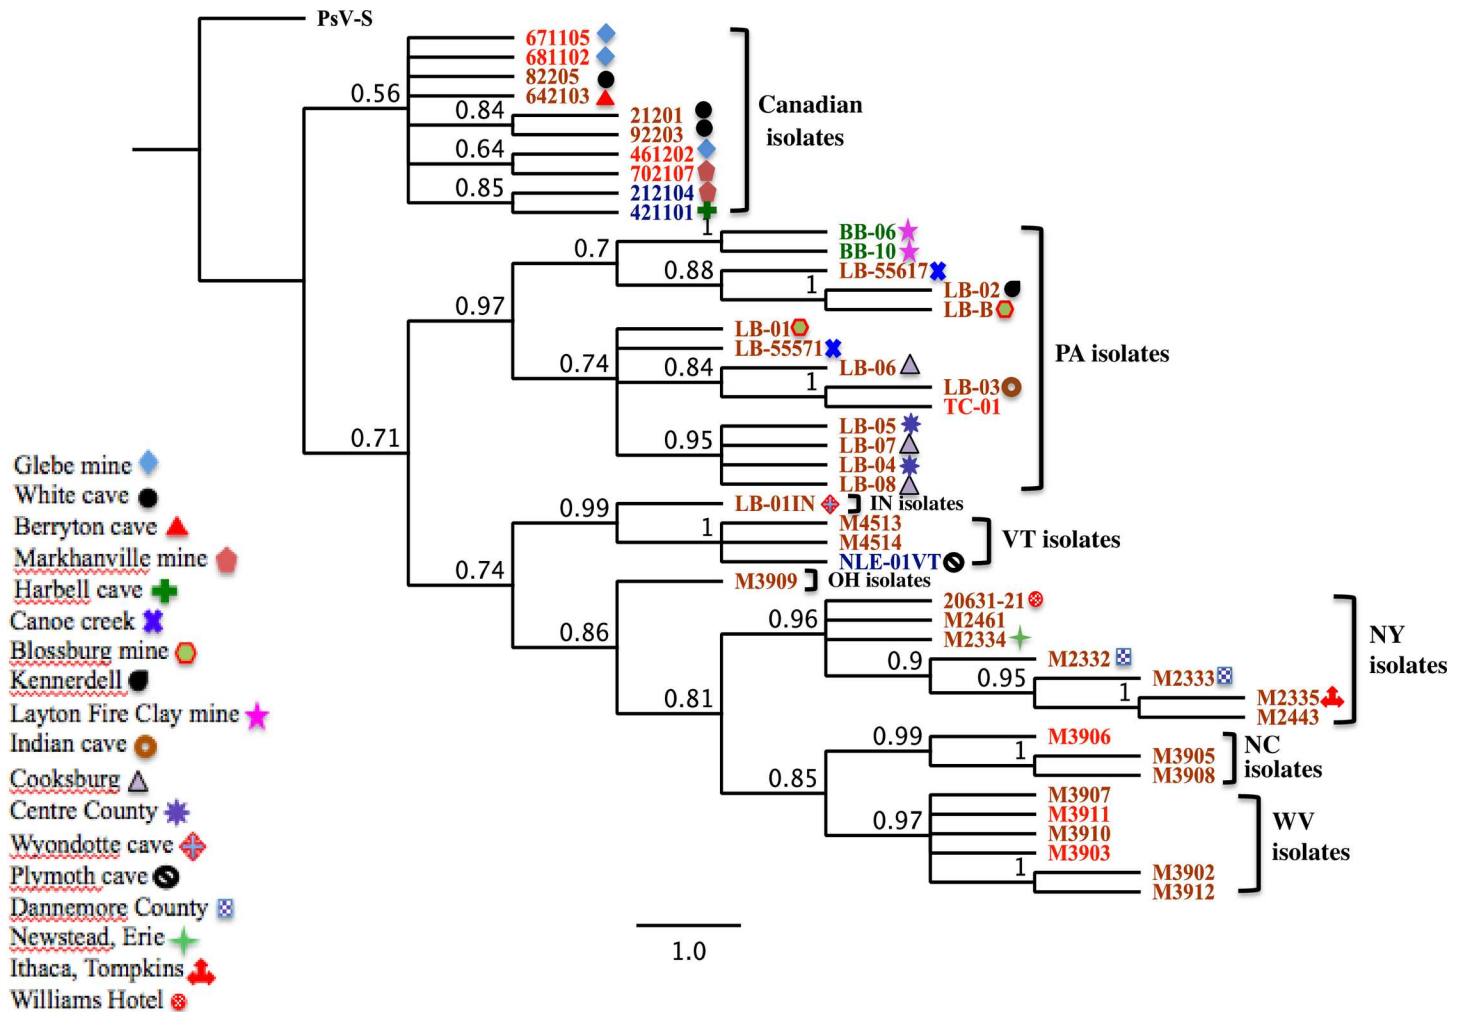 PsV-S
671105
681102
82205
642103
0.56
0.84
21201
92203
0.64
461202
702107
0.85
212104
421101
Canadian
isolates
1
BB-06
BB-10
0.7
0.88
LB-55617
1
LB-02
LB-B
0.97
LB-01
LB-55571
0.74
0.84
LB-06
1
LB-03
TC-01
0.95
LB-05
LB-07
LB-04
LB-08
PA isolates
0.71
0.99
LB-01IN
IN isolates
1
M4513
M4514
NLE-01VT
VT isolates
0.74
M3909
OH isolates
0.86
0.96
20631-21
M2461
M2334
0.9
M2332
0.95
M2333
1
M2335
M2443
NY
isolates
0.81
0.99
M3906
1
M3905
M3908
NC
isolates
0.85
0.97
M3907
M3911
M3910
M3903
1
M3902
M3912
WV
isolates
1.0
Glebe mine
White cave
Berryton cave
Markhanville mine
Harbell cave
Canoe creek
Blossburg mine
Kennerdell
Layton Fire Clay mine
Indian cave
Cooksburg
Centre County
Wyondotte cave
Plymoth cave
Dannemore County
Newstead, Erie
Ithaca, Tompkins
Williams Hotel